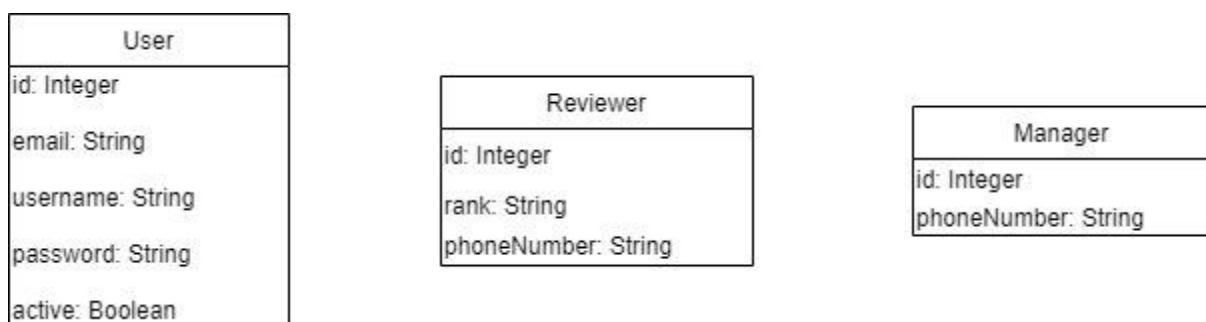 User
id: Integer
email: String
username: String
password: String
active: Boolean
Reviewer
id: Integer
rank: String
phoneNumber: String
Manager
id: Integer
phoneNumber: String